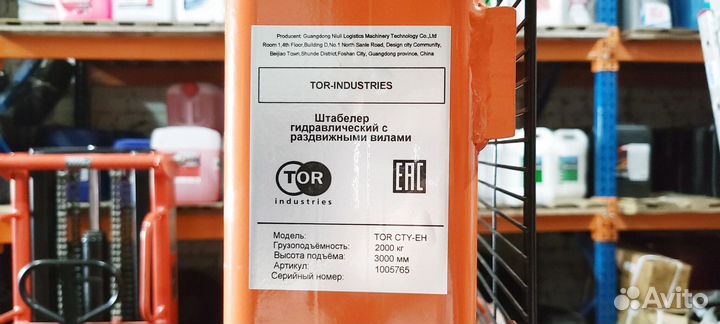 Producent: Guangdong Niuli Logistics Machinery Technology Co.,Ltd
Room 1,4th Floor,Building D,No.1 North Sanle Road, Design city Community,
Beijiao Town,Shunde District,Foshan City, Guangdong province, China
TOR-INDUSTRIES
Штабелер
гидравлический с
раздвижными вилами
TOR
industries
EAC
Модель: TOR CTY-EH
Грузоподъёмность: 2000 кг
Высота подъёма: 3000 мм
Артикул: 1005765
Серийный номер:
Avito